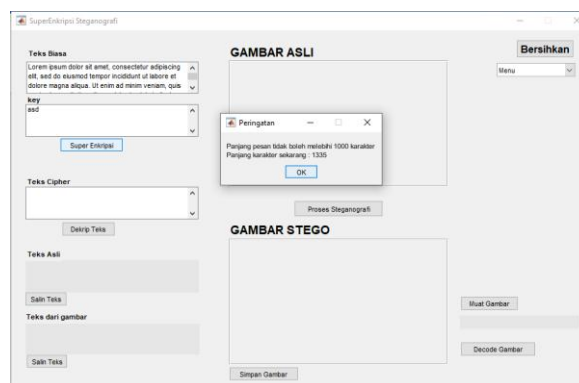 SuperEnkripsi Steganografi
Teks Biasa
Lorem ipsum dolor sit amet, consectetur adipiscing
elit, sed do eiusmod tempor incididunt ut labore et
dolore magna aliqua. Ut enim ad minim veniam, quis
key
asd
Super Enkripsi
Teks Cipher
Dekrip Teks
Teks Asli
Salin Teks
Teks dari gambar
Salin Teks
GAMBAR ASLI
Peringatan
Panjang pesan tidak boleh melebihi 1000 karakter
Panjang karakter sekarang : 1335
OK
Proses Steganografi
GAMBAR STEGO
Simpan Gambar
Bersihkan
Menu
Muat Gambar
Decode Gambar